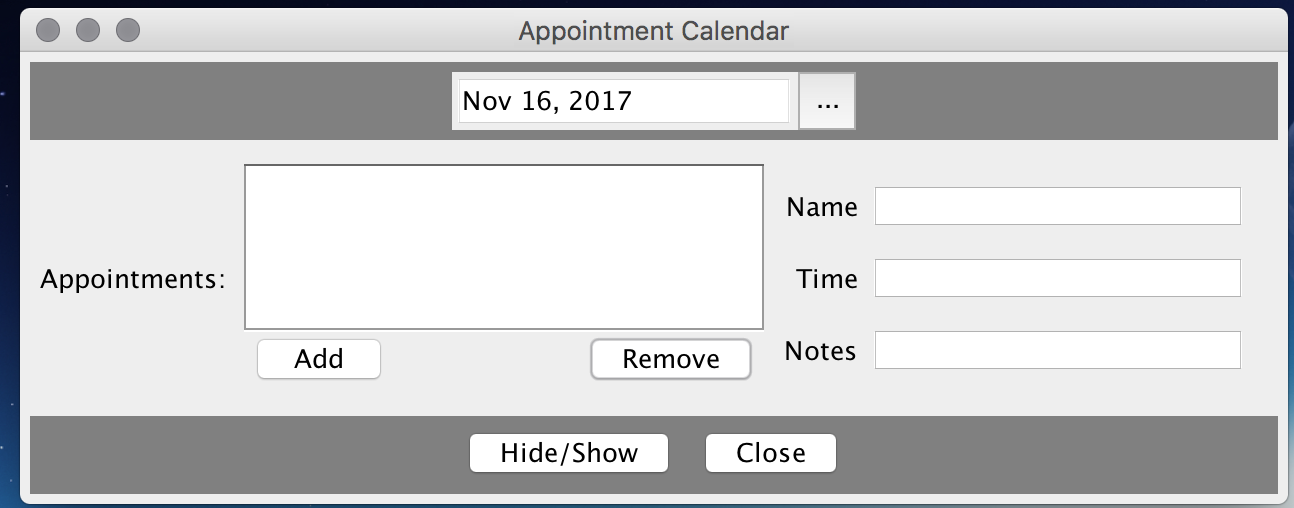 Appointment Calendar
Nov 16, 2017
...
Name
Appointments:
Time
Notes
Add
Remove
Hide/Show
Close